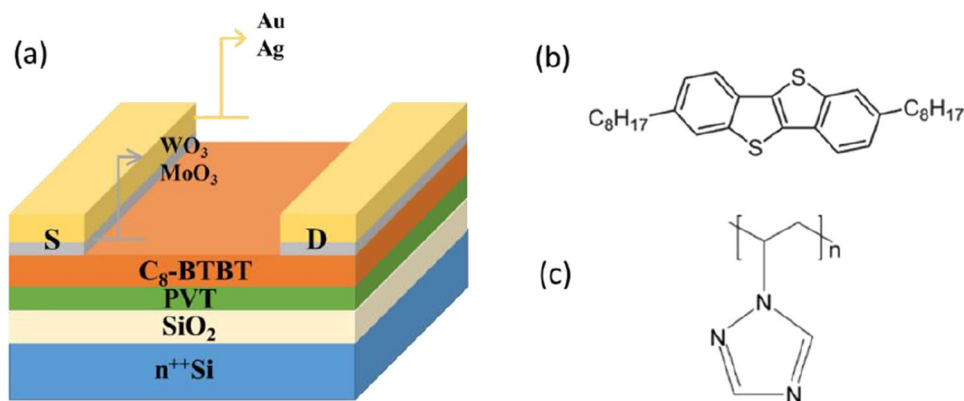 (a)
Au
Ag
WO₃
MoO₃
S
D
C₈-BTBT
PVT
SiO₂
n⁺⁺Si
(b)
C₈H₁₇
S
S
C₈H₁₇
(c)
n
N
N
N